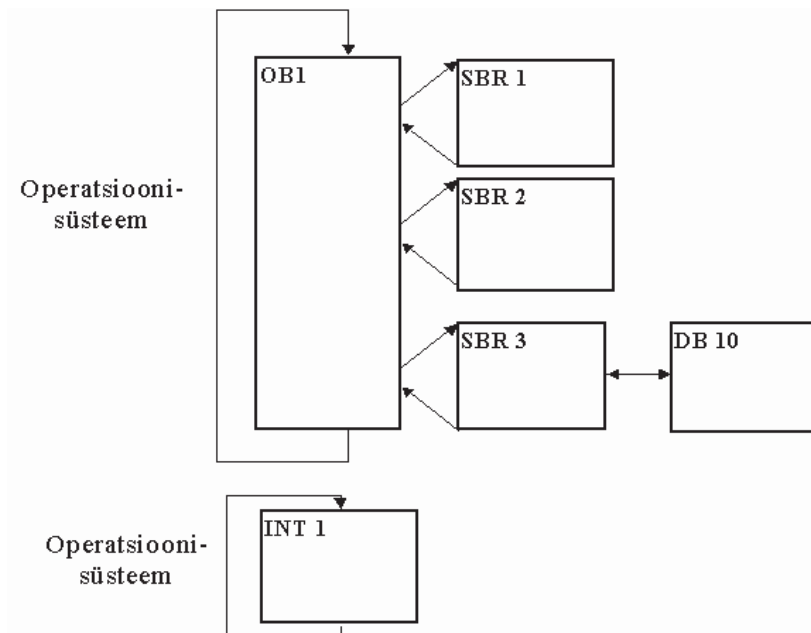 OB1
SBR 1
Operatsiooni-
süsteem
SBR 2
SBR 3
DB 10
INT 1
Operatsiooni-
süsteem